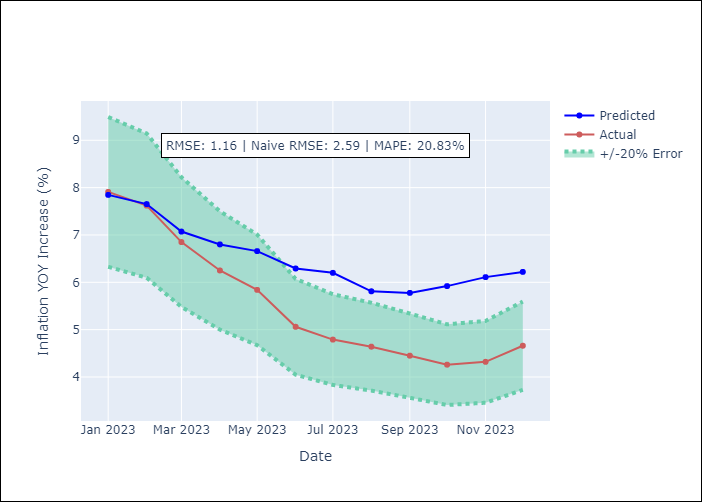 RMSE: 1.16 | Naive RMSE: 2.59 | MAPE: 20.83%
Predicted
Actual
+/-20% Error
Inflation YOY Increase (%)
9
8
7
6
5
4
Jan 2023
Mar 2023
May 2023
Jul 2023
Sep 2023
Nov 2023
Date